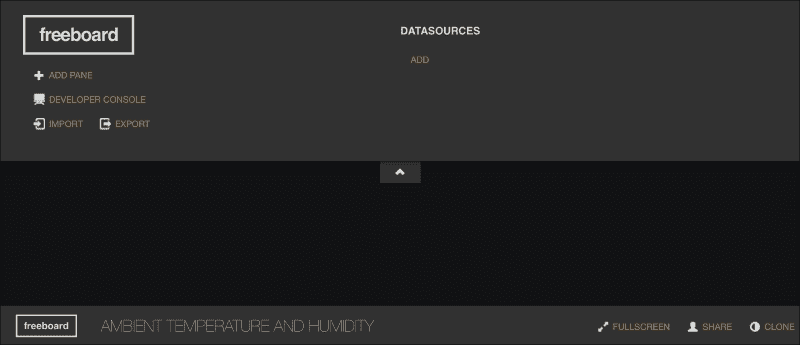 freeboard
DATASOURCES
ADD
ADD PANE
DEVELOPER CONSOLE
IMPORT EXPORT
freeboard AMBIENT TEMPERATURE AND HUMIDITY FULLSCREEN SHARE CLONE